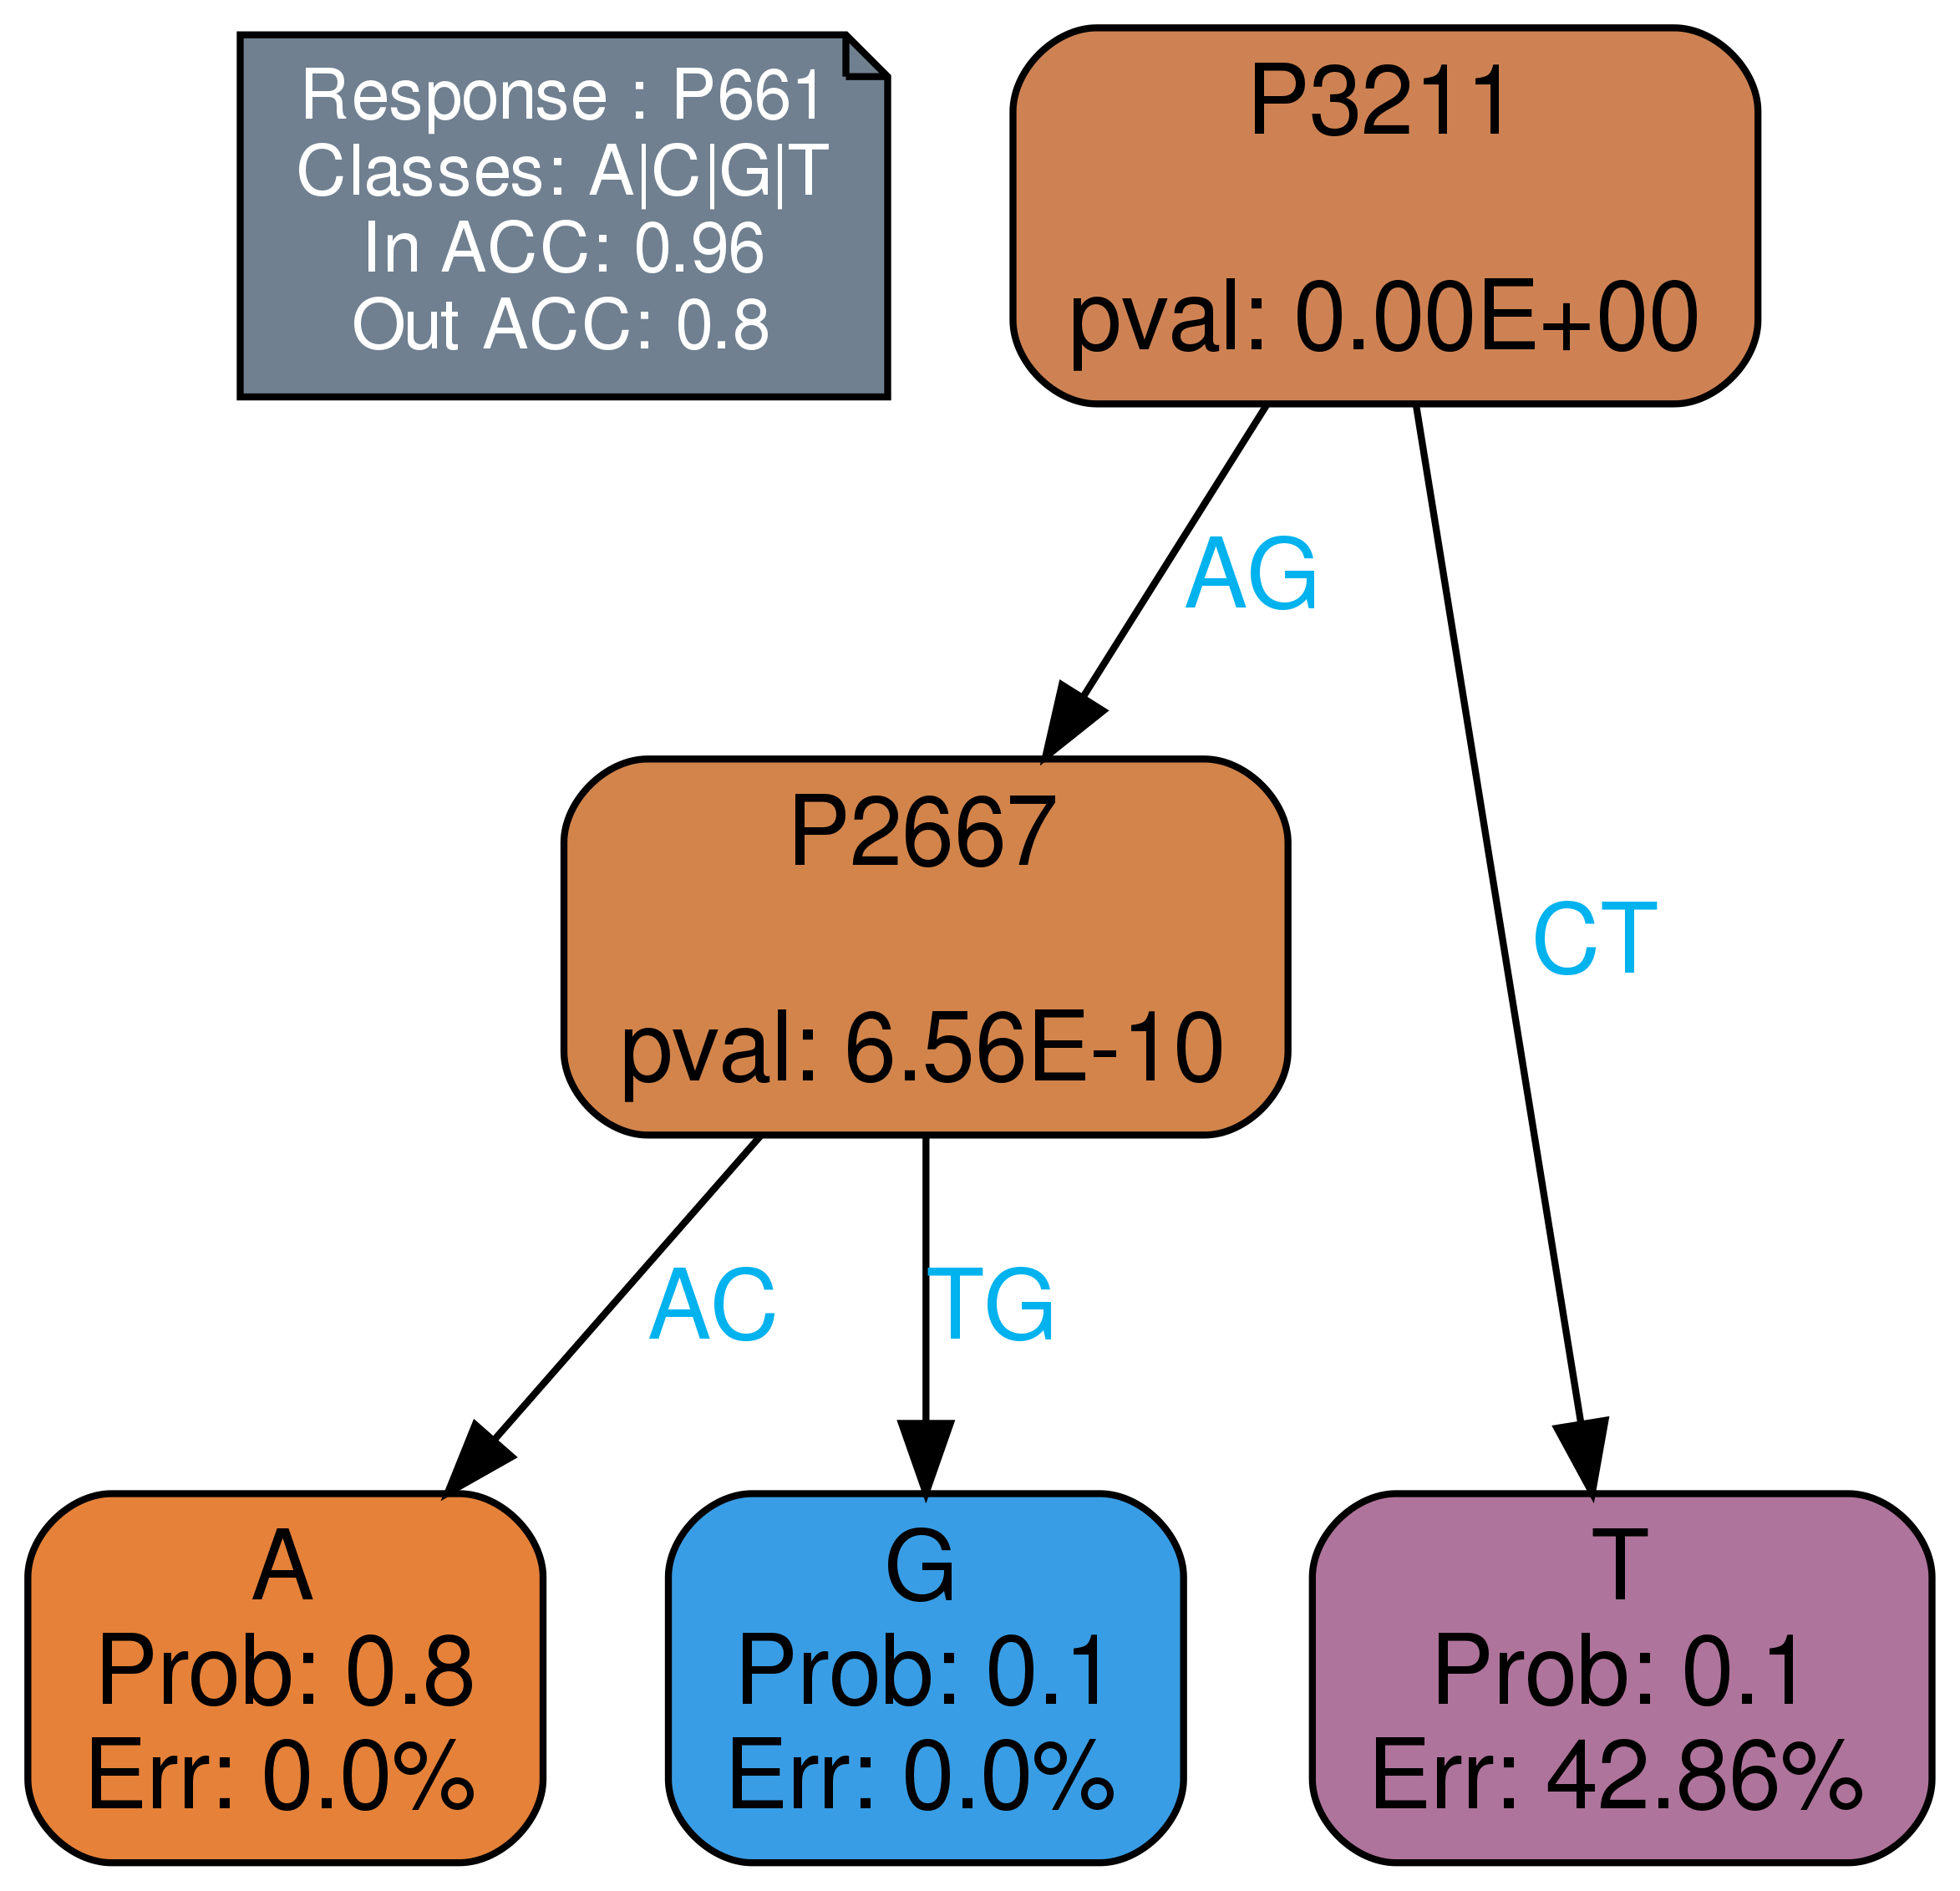 Response : P661
Classes: A|C|G|T
In ACC: 0.96
Out ACC: 0.8
P3211
pval: 0.00E+00
AG
CT
P2667
pval: 6.56E-10
AC
TG
A
Prob: 0.8
Err: 0.0%
G
Prob: 0.1
Err: 0.0%
T
Prob: 0.1
Err: 42.86%